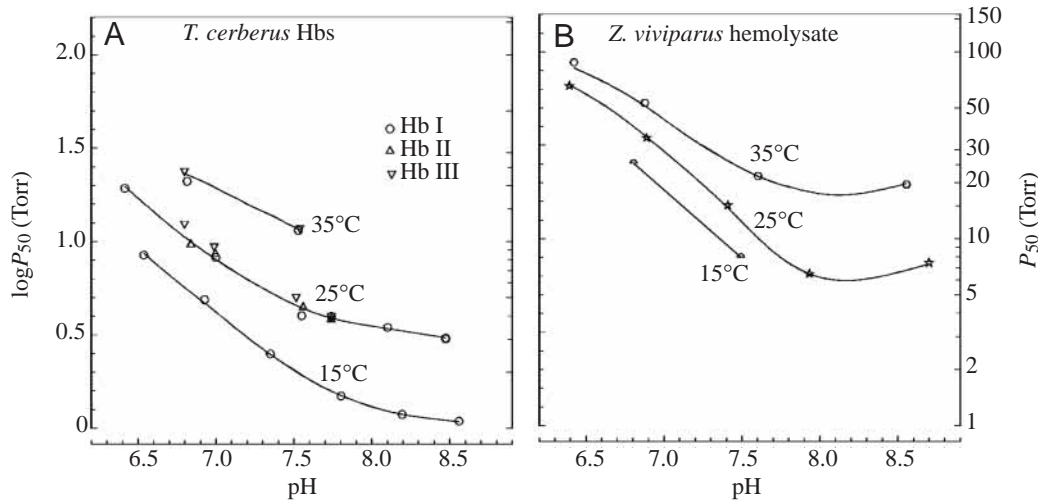 A
T. cerberus Hbs
logP50 (Torr)
2.0
1.5
1.0
0.5
0
Hb I
Hb II
Hb III
35°C
25°C
15°C
6.5 7.0 7.5 8.0 8.5
pH
B
Z. viviparus hemolysate
35°C
25°C
15°C
6.5 7.0 7.5 8.0 8.5
pH
150
100
50
30
20
10
5
2
1
P50 (Torr)